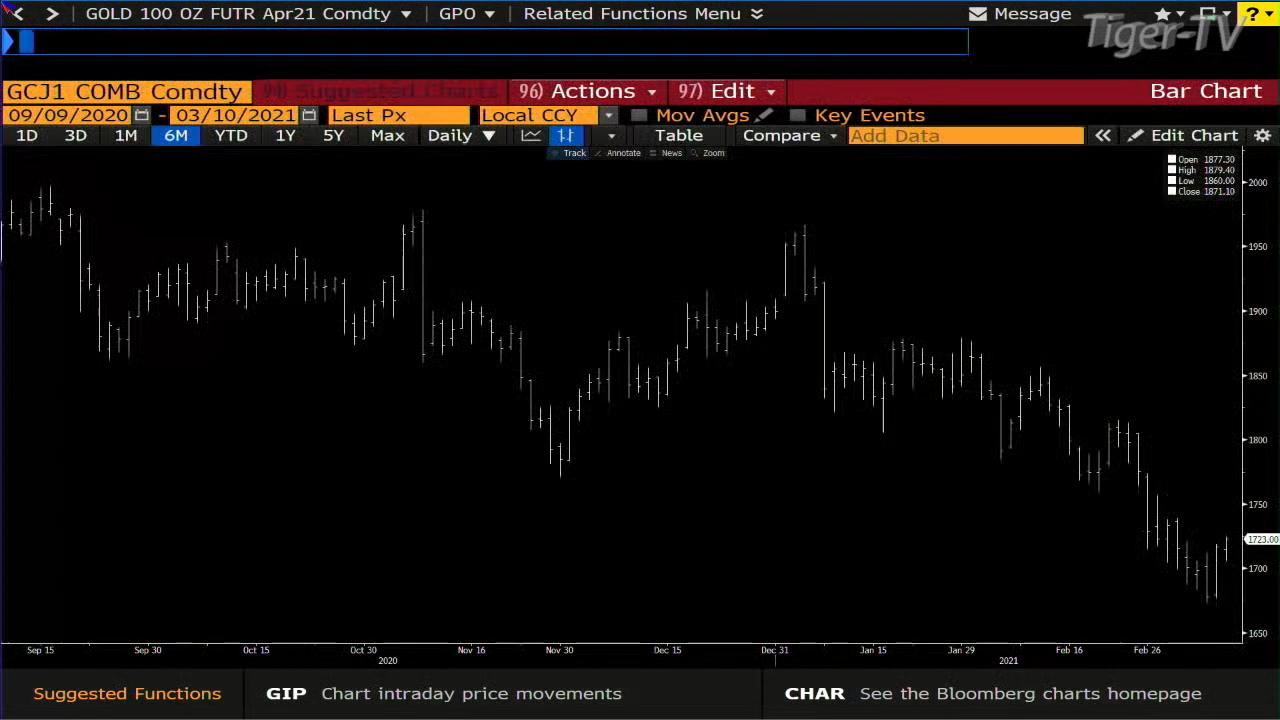 GOLD 100 OZ FUTR Apr21 Comdty GPO Related Functions Menu Message ?
Tiger-TV
GCJ1 COMB Comdty 94) Suggested Charts 96) Actions 97) Edit Bar Chart
09/09/2020 - 03/10/2021 Last Px Local CCY Mov Avgs Key Events
1D 3D 1M 6M YTD 1Y 5Y Max Daily Table Compare Add Data Edit Chart
Track Annotate News Zoom
Open 1877.30
High 1879.40
Low 1860.00
Close 1871.10
2000
1950
1900
1850
1800
1750
1723.00
1700
1650
Sep 15 Sep 30 Oct 15 Oct 30 Nov 16 Nov 30 Dec 15 Dec 31 Jan 15 Jan 29 Feb 16 Feb 26
2020 2021
Suggested Functions GIP Chart intraday price movements CHAR See the Bloomberg charts homepage